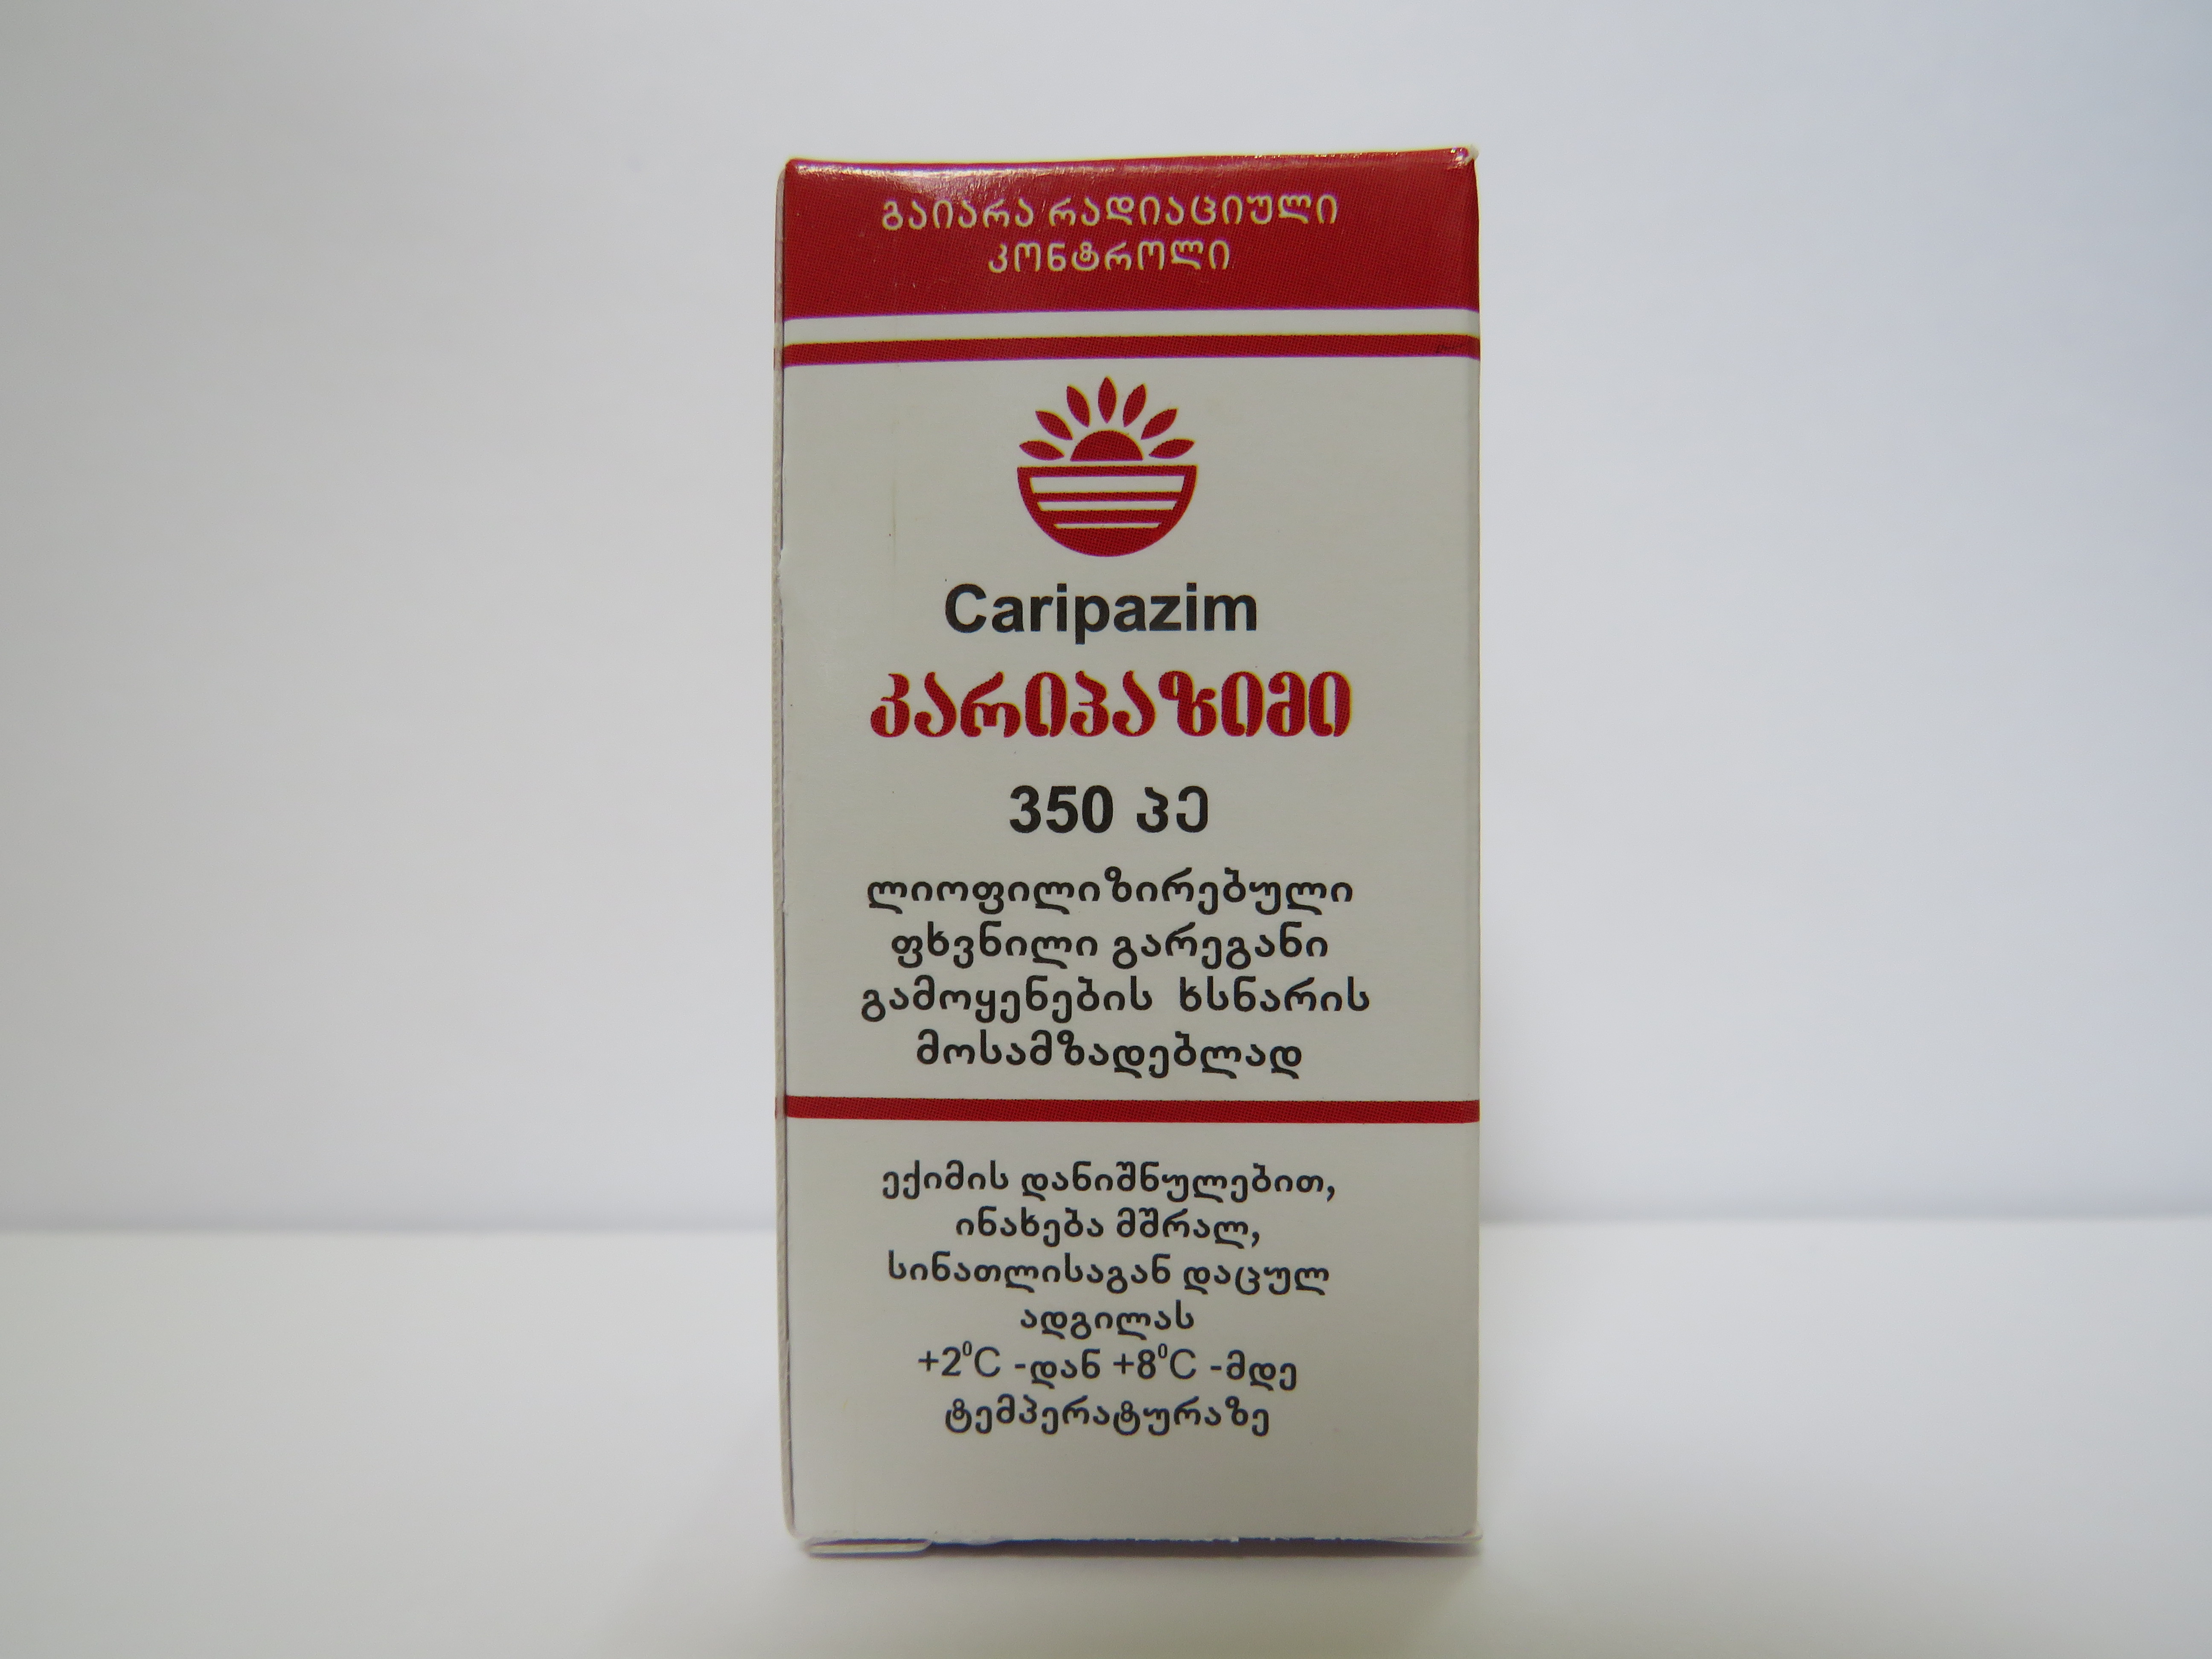 გაიარა რადიაციული
კონტროლი
Caripazim
კარიპაზიმი
350 პე
ლიოფილიზირებული
ფხვნილი გარეგანი
გამოყენების ხსნარის
მოსამზადებლად
ექიმის დანიშნულებით,
ინახება მშრალ,
სინათლისაგან დაცულ
ადგილას
+2⁰C -დან +8⁰C -მდე
ტემპერატურაზე